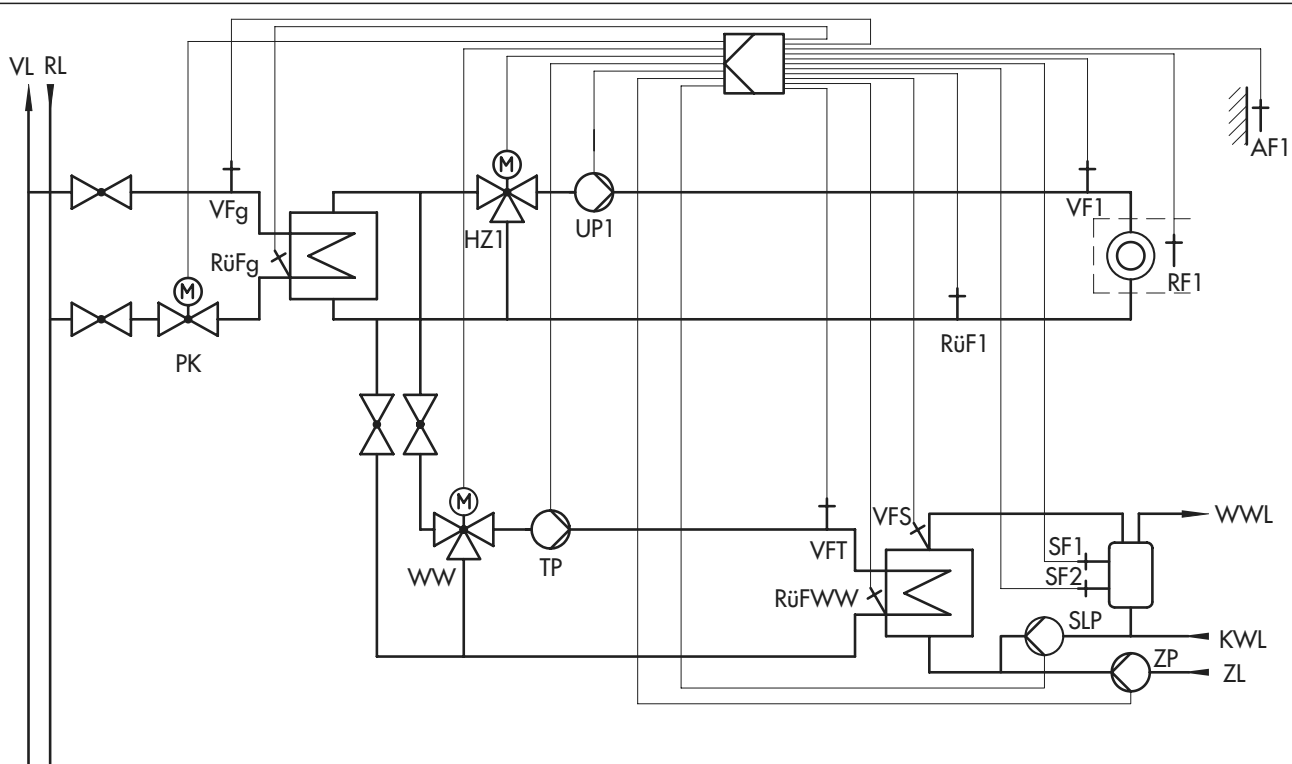 VL RL
AF1
M
VFg
HZ1
UP1
VF1
RüFg
M
RF1
PK
RüF1
M
WW
TP
VFT
VFS
WWL
SF1
SF2
RüFWW
SLP
KWL
ZP
ZL